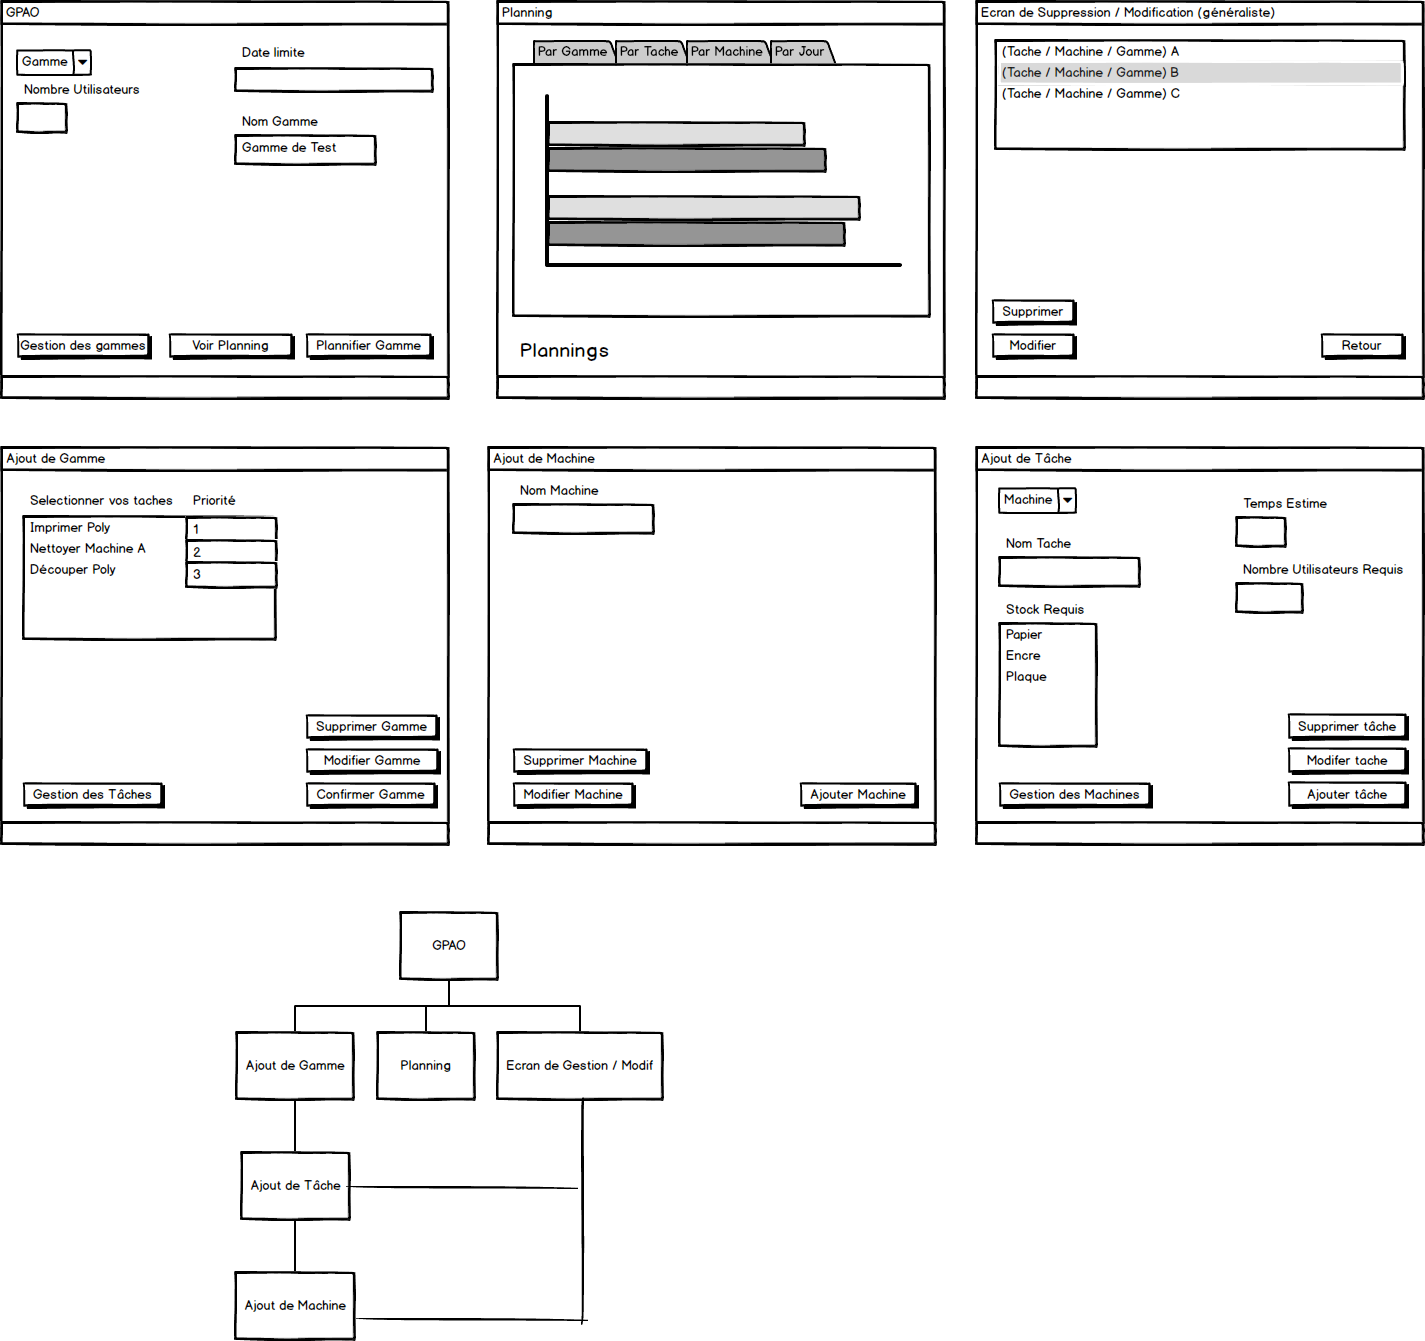 GPAO
Gamme
Date limite
Nombre Utilisateurs
Nom Gamme
Gamme de Test
Gestion des gammes
Voir Planning
Plannifier Gamme
Planning
Par Gamme
Par Tache
Par Machine
Par Jour
Plannings
Ecran de Suppression / Modification (généraliste)
(Tache / Machine / Gamme) A
(Tache / Machine / Gamme) B
(Tache / Machine / Gamme) C
Supprimer
Modifier
Retour
Ajout de Gamme
Selectionner vos taches
Priorité
Imprimer Poly
1
Nettoyer Machine A
2
Découper Poly
3
Supprimer Gamme
Modifier Gamme
Gestion des Tâches
Confirmer Gamme
Ajout de Machine
Nom Machine
Supprimer Machine
Modifier Machine
Ajouter Machine
Ajout de Tâche
Machine
Temps Estime
Nom Tache
Nombre Utilisateurs Requis
Stock Requis
Papier
Encre
Plaque
Supprimer tâche
Modifer tache
Gestion des Machines
Ajouter tâche
GPAO
Ajout de Gamme
Planning
Ecran de Gestion / Modif
Ajout de Tâche
Ajout de Machine